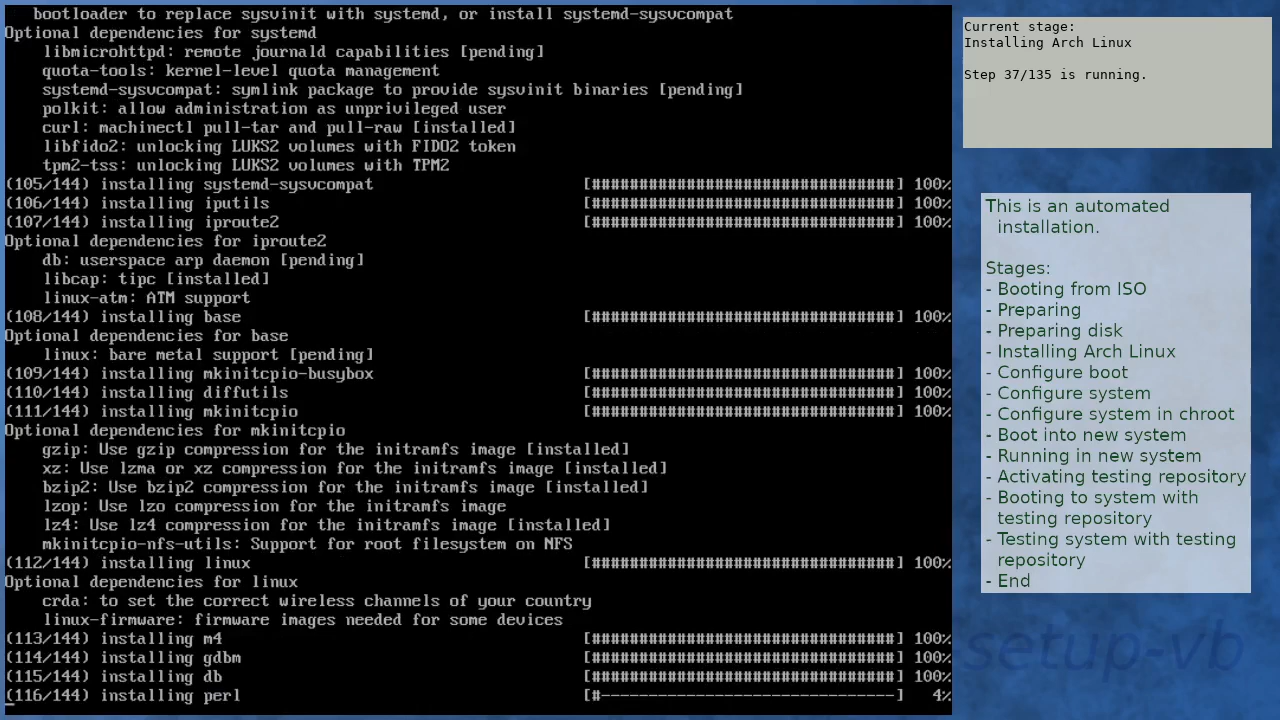 bootloader to replace sysvinit with systemd, or install systemd-sysvcompat
Optional dependencies for systemd
libmicrohttpd: remote journald capabilities [pending]
quota-tools: kernel-level quota management
systemd-sysvcompat: symlink package to provide sysvinit binaries [pending]
polkit: allow administration as unprivileged user
curl: machinectl pull-tar and pull-raw [installed]
libfido2: unlocking LUKS2 volumes with FIDO2 token
tpm2-tss: unlocking LUKS2 volumes with TPM2
(105/144) installing systemd-sysvcompat [################################] 100%
(106/144) installing iputils [################################] 100%
(107/144) installing iproute2 [################################] 100%
Optional dependencies for iproute2
db: userspace arp daemon [pending]
libcap: tipc [installed]
linux-atm: ATM support
(108/144) installing base [################################] 100%
Optional dependencies for base
linux: bare metal support [pending]
(109/144) installing mkinitcpio-busybox [################################] 100%
(110/144) installing diffutils [################################] 100%
(111/144) installing mkinitcpio [################################] 100%
Optional dependencies for mkinitcpio
gzip: Use gzip compression for the initramfs image [installed]
xz: Use lzma or xz compression for the initramfs image [installed]
bzip2: Use bzip2 compression for the initramfs image [installed]
lzop: Use lzo compression for the initramfs image
lz4: Use lz4 compression for the initramfs image [installed]
mkinitcpio-nfs-utils: Support for root filesystem on NFS
(112/144) installing linux [################################] 100%
Optional dependencies for linux
crda: to set the correct wireless channels of your country
linux-firmware: firmware images needed for some devices
(113/144) installing m4 [################################] 100%
(114/144) installing gdbm [################################] 100%
(115/144) installing db [################################] 100%
(116/144) installing perl [#-------------------------------] 4%
Current stage:
Installing Arch Linux
Step 37/135 is running.
This is an automated
installation.
Stages:
- Booting from ISO
- Preparing
- Preparing disk
- Installing Arch Linux
- Configure boot
- Configure system
- Configure system in chroot
- Boot into new system
- Running in new system
- Activating testing repository
- Booting to system with
testing repository
- Testing system with testing
repository
- End
setup-vb